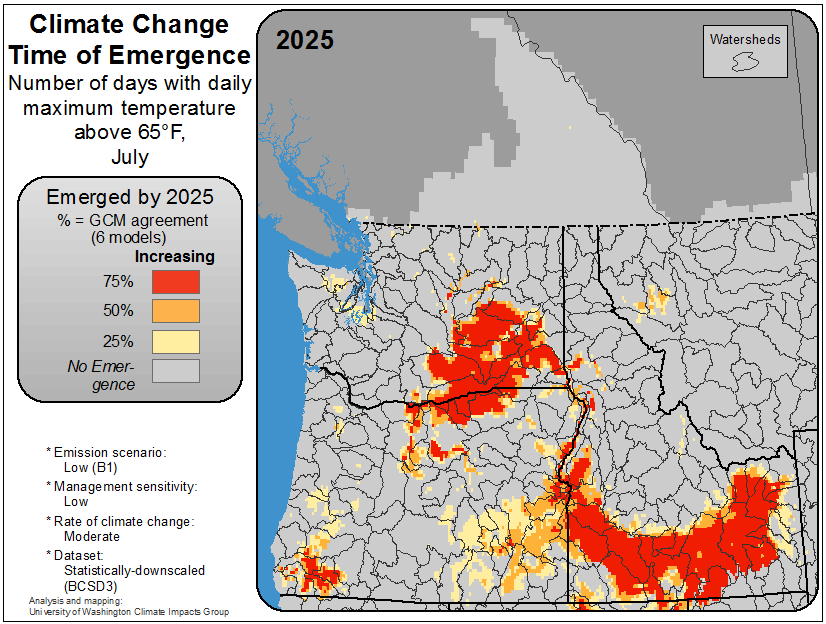 Climate Change
Time of Emergence
Number of days with daily
maximum temperature
above 65°F,
July
Emerged by 2025
% = GCM agreement
(6 models)
Increasing
75%
50%
25%
No Emer-
gence
* Emission scenario:
Low (B1)
* Management sensitivity:
Low
* Rate of climate change:
Moderate
* Dataset:
Statistically-downscaled
(BCSD3)
Analysis and mapping:
University of Washington Climate Impacts Group
2025
Watersheds